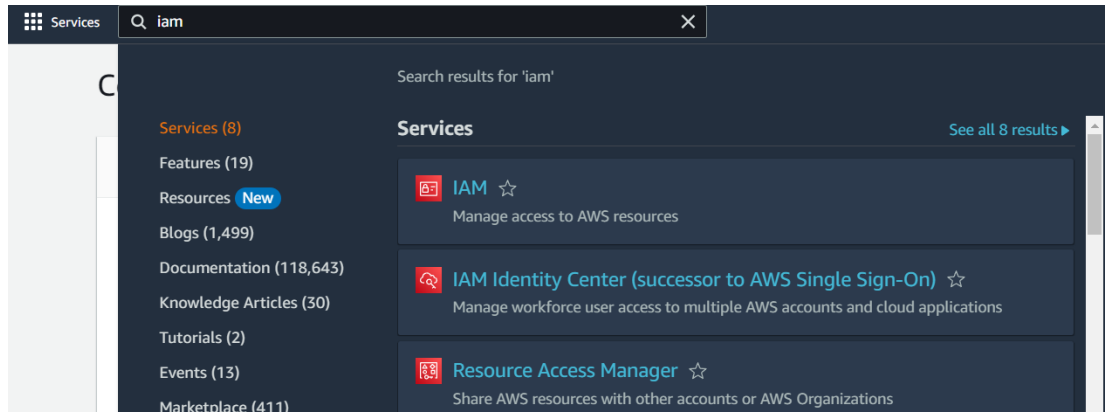 Services
iam
Search results for 'iam'
Services (8)
Features (19)
Resources New
Blogs (1,499)
Documentation (118,643)
Knowledge Articles (30)
Tutorials (2)
Events (13)
Marketplace (411)
Services
See all 8 results
IAM
Manage access to AWS resources
IAM Identity Center (successor to AWS Single Sign-On)
Manage workforce user access to multiple AWS accounts and cloud applications
Resource Access Manager
Share AWS resources with other accounts or AWS Organizations